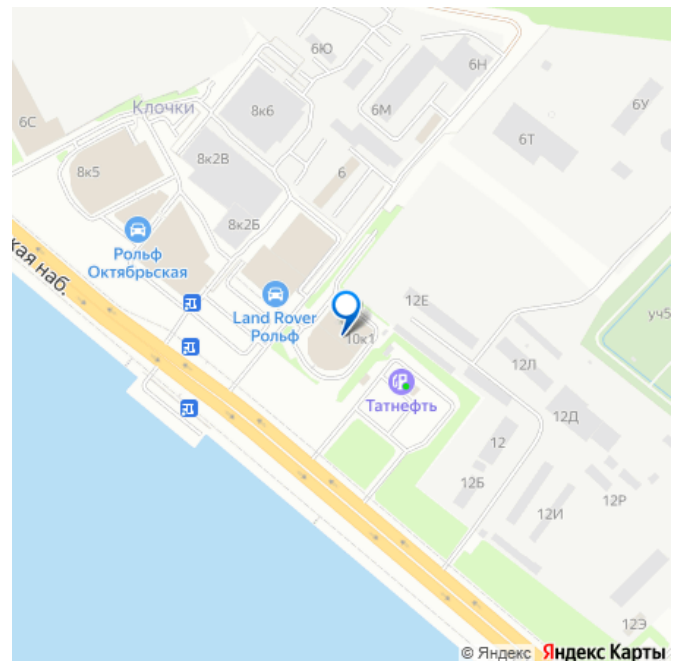 6Ю
6Н
Клочки
8к6
6М
6У
6С
6Т
8к2В
8к5
6
8к2Б
Рольф
Октябрьская
кая наб.
Land Rover
Рольф
12Е
уч5
10к1
12Л
Татнефть
12Д
12
12Б
12Р
12И
12Э
© Яндекс Яндекс Карты